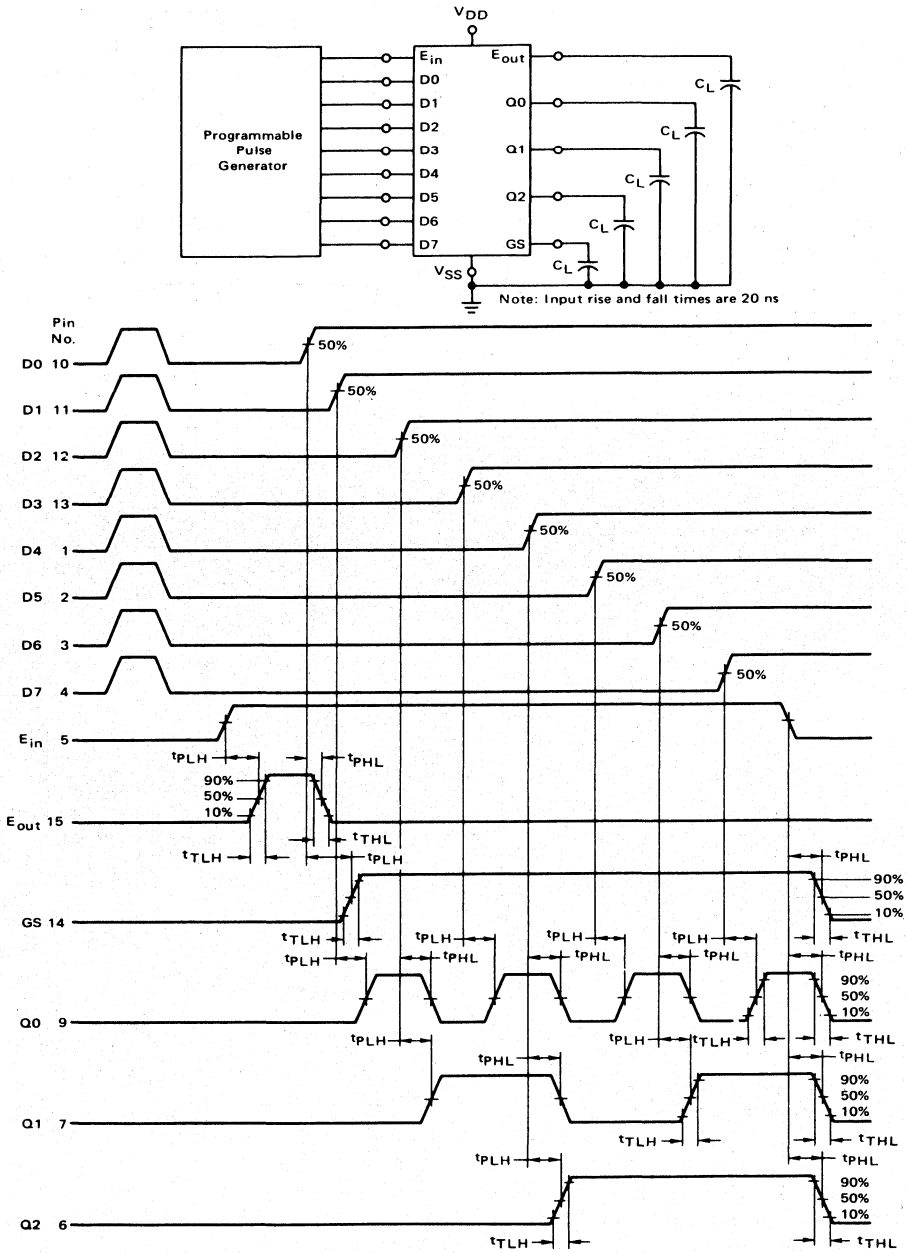 VDD
Ein
D0
D1
D2
D3
D4
D5
D6
D7
Programmable
Pulse
Generator
Eout
Q0
Q1
Q2
GS
CL
CL
CL
CL
CL
VSS
Note: Input rise and fall times are 20 ns
Pin
No.
D0 10
50%
D1 11
50%
D2 12
50%
D3 13
50%
D4 1
50%
D5 2
50%
D6 3
50%
D7 4
50%
Ein 5
tPLH
tPHL
90%
50%
10%
Eout 15
tTHL
tTLH
tPLH
tPHL
90%
50%
10%
GS 14
tTLH
tPLH
tPHL
tPLH
tPHL
tPLH
tPHL
tPLH
tTHL
tPHL
90%
50%
10%
Q0 9
tPLH
tPHL
tPLH
tTLH
tTHL
tPHL
90%
50%
10%
Q1 7
tTLH
tTHL
tPLH
tPHL
90%
50%
10%
Q2 6
tTLH
tTHL